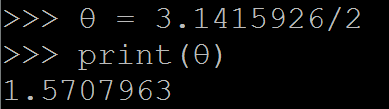 >>> θ = 3.1415926/2
>>> print(θ)
1.5707963